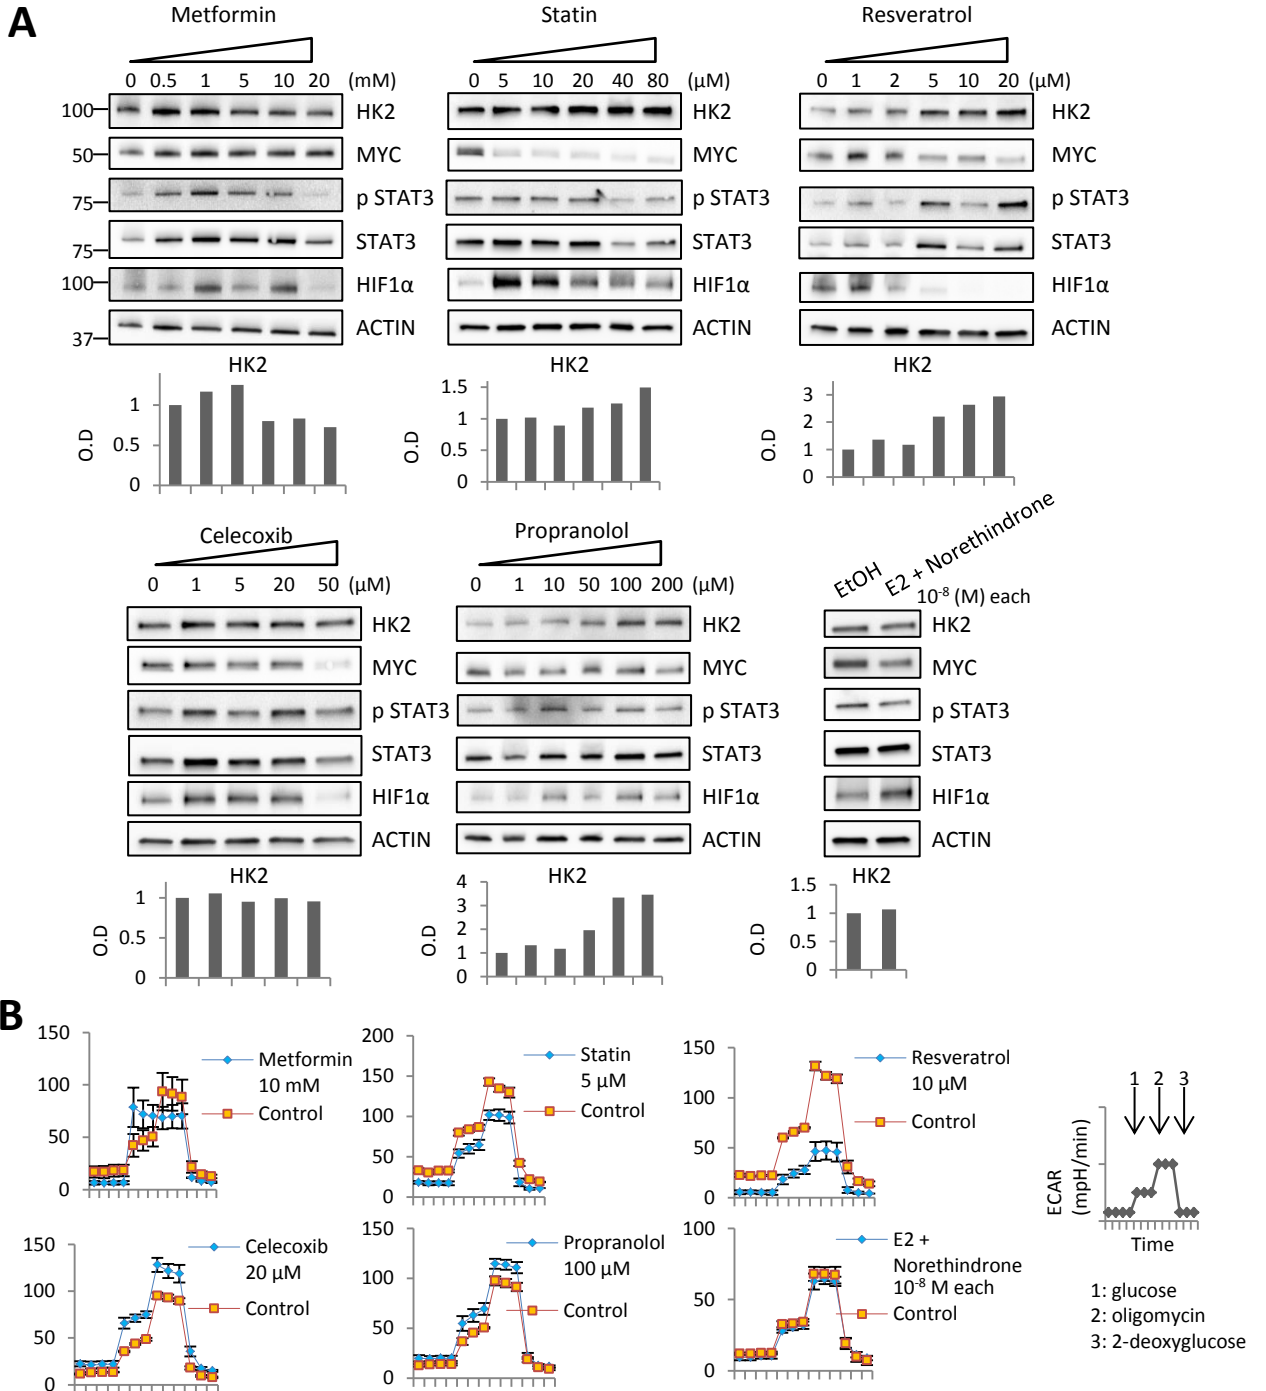 A
Metformin
0 0.5 1 5 10 20 (mM)
100 HK2
50 MYC
75 p STAT3
75 STAT3
100 HIF1α
37 ACTIN
HK2
O.D
1
0.5
0
Statin
0 5 10 20 40 80 (μM)
HK2
MYC
p STAT3
STAT3
HIF1α
ACTIN
HK2
O.D
1.5
1
0.5
0
Resveratrol
0 1 2 5 10 20 (μM)
HK2
MYC
p STAT3
STAT3
HIF1α
ACTIN
HK2
O.D
3
2
1
0
Celecoxib
0 1 5 20 50 (μM)
HK2
MYC
p STAT3
STAT3
HIF1α
ACTIN
HK2
O.D
1
0.5
0
Propranolol
0 1 10 50 100 200 (μM)
HK2
MYC
p STAT3
STAT3
HIF1α
ACTIN
HK2
O.D
4
3
2
1
0
EtOH
E2 + Norethindrone
10⁻⁸ (M) each
HK2
MYC
p STAT3
STAT3
HIF1α
ACTIN
HK2
O.D
1.5
1
0.5
0
B
150
100
50
0
Metformin
10 mM
Control
200
150
100
50
0
Statin
5 μM
Control
150
100
50
0
Resveratrol
10 μM
Control
1 2 3
ECAR
(mpH/min)
Time
1: glucose
2: oligomycin
3: 2-deoxyglucose
150
100
50
0
Celecoxib
20 μM
Control
150
100
50
0
Propranolol
100 μM
Control
100
50
0
E2 +
Norethindrone
10⁻⁸ M each
Control